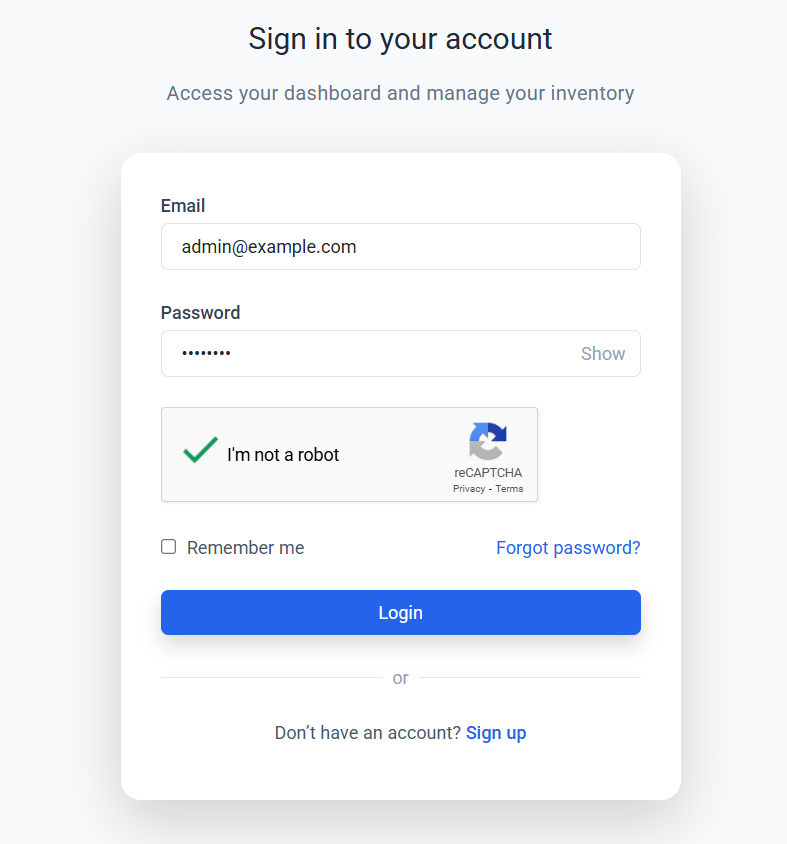 Sign in to your account
Access your dashboard and manage your inventory
Email
admin@example.com
Password
•••••••• Show
I'm not a robot
reCAPTCHA
Privacy - Terms
Remember me Forgot password?
Login
or
Don’t have an account? Sign up